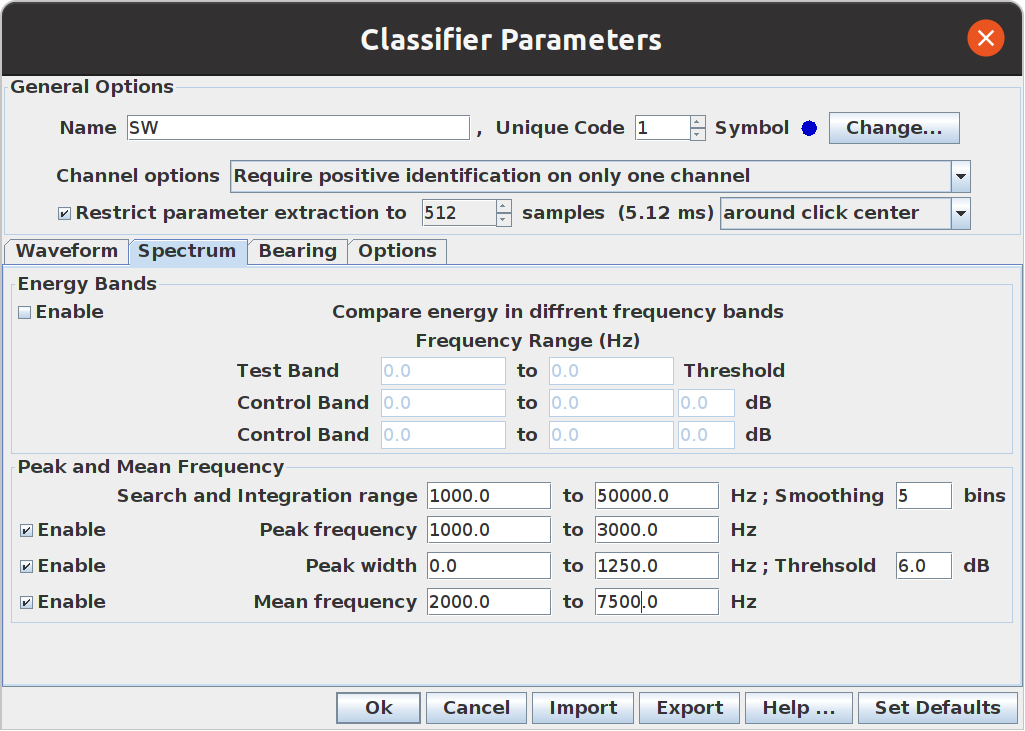 Classifier Parameters
General Options
Name SW , Unique Code 1 Symbol Change...
Channel options Require positive identification on only one channel
Restrict parameter extraction to 512 samples (5.12 ms) around click center
Waveform Spectrum Bearing Options
Energy Bands
Enable Compare energy in diffrent frequency bands
Frequency Range (Hz)
Test Band 0.0 to 0.0 Threshold
Control Band 0.0 to 0.0 0.0 dB
Control Band 0.0 to 0.0 0.0 dB
Peak and Mean Frequency
Search and Integration range 1000.0 to 50000.0 Hz ; Smoothing 5 bins
Enable Peak frequency 1000.0 to 3000.0 Hz
Enable Peak width 0.0 to 1250.0 Hz ; Threhsold 6.0 dB
Enable Mean frequency 2000.0 to 7500.0 Hz
Ok Cancel Import Export Help ... Set Defaults